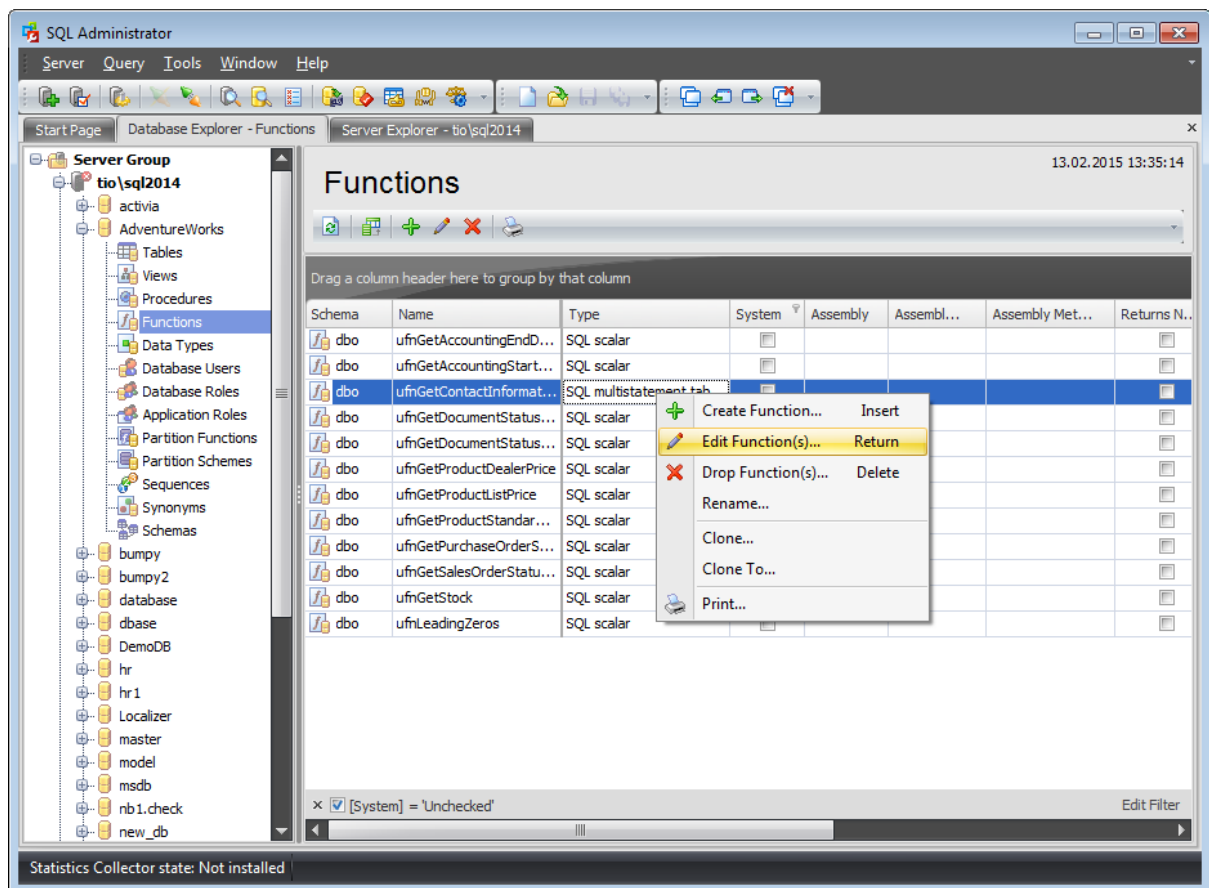 SQL Administrator
Server Query Tools Window Help
Start Page Database Explorer - Functions Server Explorer - tio\sql2014
Server Group
tio\sql2014
activia
AdventureWorks
Tables
Views
Procedures
Functions
Data Types
Database Users
Database Roles
Application Roles
Partition Functions
Partition Schemes
Sequences
Synonyms
Schemas
bumpy
bumpy2
database
dbase
DemoDB
hr
hr1
Localizer
master
model
msdb
nb1.check
new_db
13.02.2015 13:35:14
Functions
Drag a column header here to group by that column
Schema Name Type System Assembly Assembl... Assembly Met... Returns N..
dbo ufnGetAccountingEndD... SQL scalar
dbo ufnGetAccountingStart... SQL scalar
dbo ufnGetContactInformat... SQL multistatement tab
dbo ufnGetDocumentStatus... SQL scalar
dbo ufnGetDocumentStatus... SQL scalar
dbo ufnGetProductDealerPrice SQL scalar
dbo ufnGetProductListPrice SQL scalar
dbo ufnGetProductStandar... SQL scalar
dbo ufnGetPurchaseOrderS... SQL scalar
dbo ufnGetSalesOrderStatu... SQL scalar
dbo ufnGetStock SQL scalar
dbo ufnLeadingZeros SQL scalar
Create Function... Insert
Edit Function(s)... Return
Drop Function(s)... Delete
Rename...
Clone...
Clone To...
Print...
[System] = 'Unchecked' Edit Filter
Statistics Collector state: Not installed